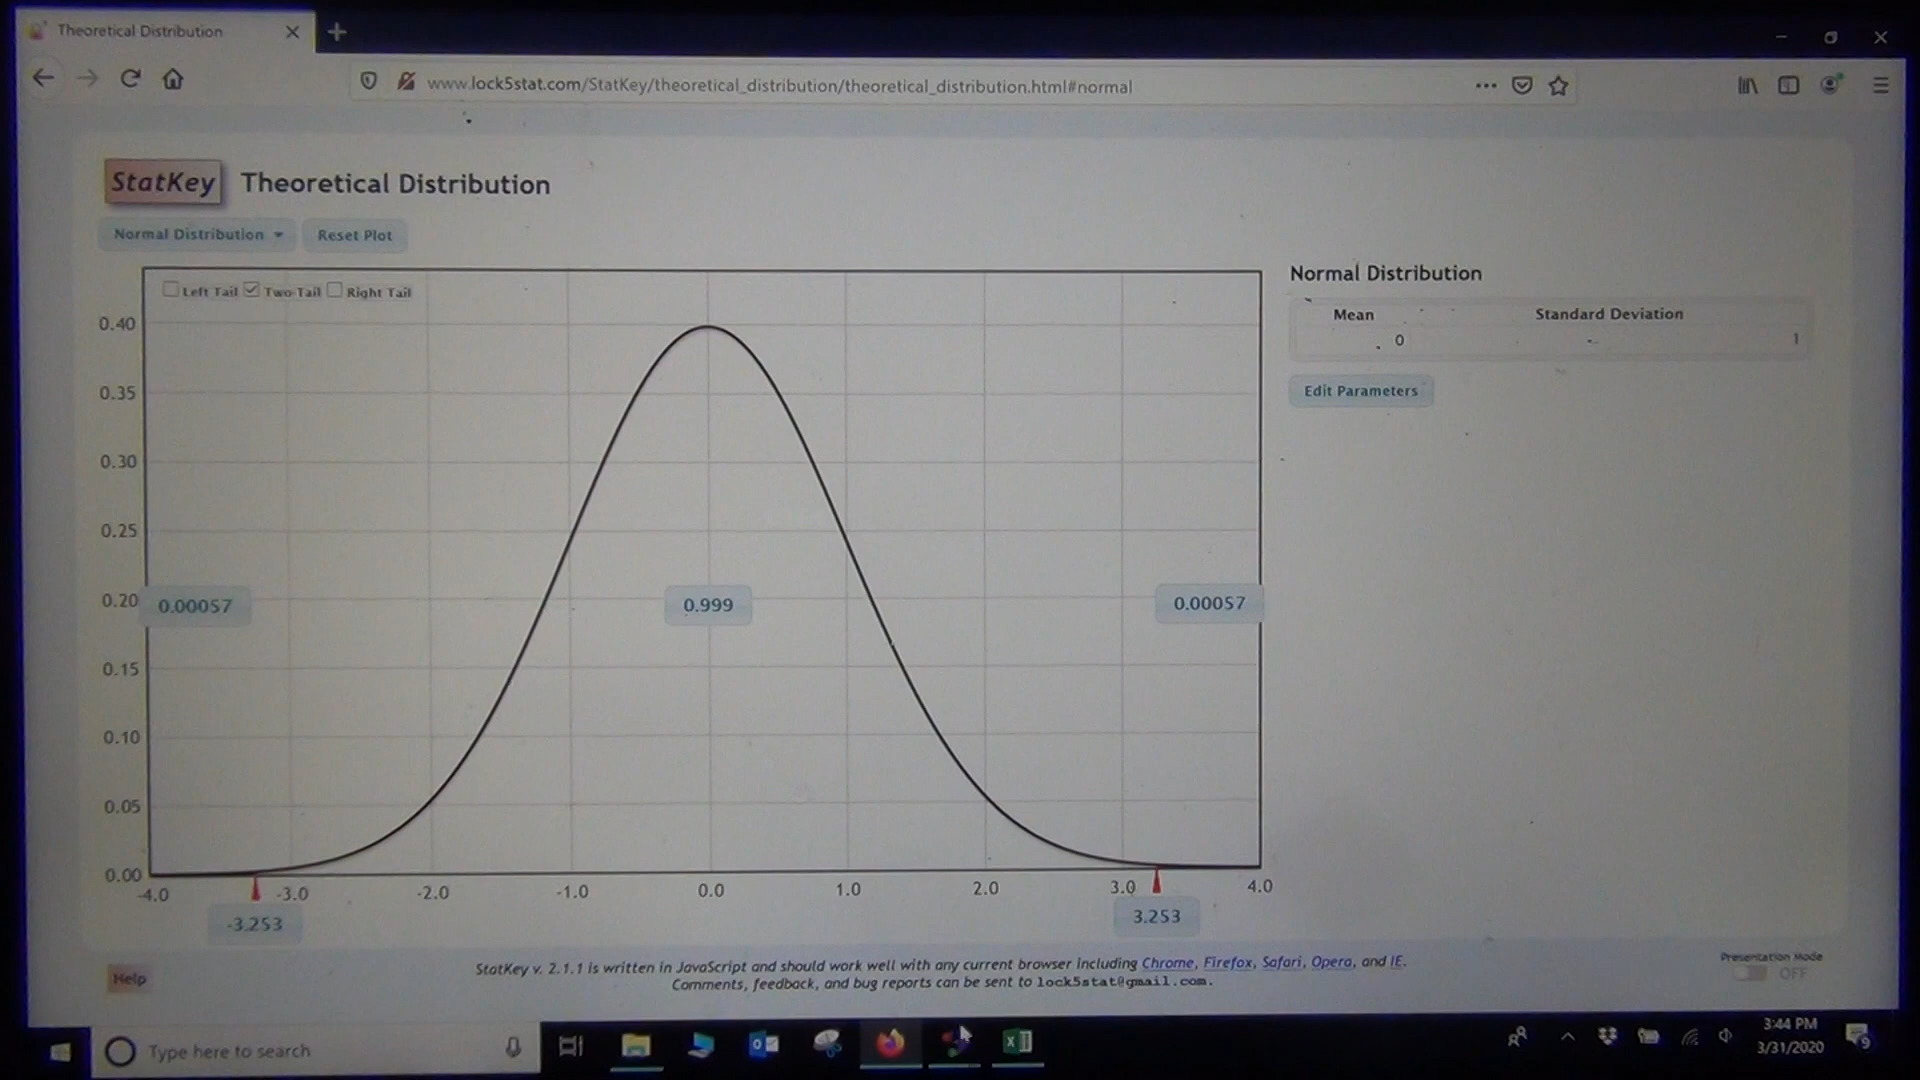 Theoretical Distribution
www.lock5stat.com/StatKey/theoretical_distribution/theoretical_distribution.html#normal
StatKey Theoretical Distribution
Normal Distribution Reset Plot
Left Tail Two Tail Right Tail
Normal Distribution
Mean Standard Deviation
0 1
Edit Parameters
0.40
0.35
0.30
0.25
0.20
0.15
0.10
0.05
0.00
0.00057 0.999 0.00057
-4.0 -3.0 -2.0 -1.0 0.0 1.0 2.0 3.0 4.0
-3.253 3.253
Help
StatKey v. 2.1.1 is written in JavaScript and should work well with any current browser including Chrome, Firefox, Safari, Opera, and IE.
Comments, feedback, and bug reports can be sent to lock5stat@gmail.com.
Presentation Mode
OFF
Type here to search
3:44 PM
3/31/2020
9